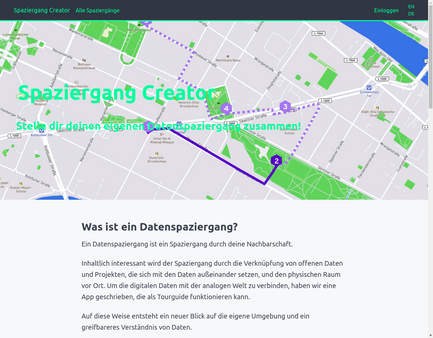 Spaziergang Creator Alle Spaziergänge Einloggen EN
DE
Spaziergang Creator
Stelle dir deinen eigenen Datenspaziergang zusammen!
4
3
2
Was ist ein Datenspaziergang?
Ein Datenspaziergang ist ein Spaziergang durch deine Nachbarschaft.
Inhaltlich interessant wird der Spaziergang durch die Verknüpfung von offenen Daten
und Projekten, die sich mit den Daten außeinander setzen, und den physischen Raum
vor Ort. Um die digitalen Daten mit der analogen Welt zu verbinden, haben wir eine
App geschrieben, die als Tourguide funktionieren kann.
Auf diese Weise entsteht ein neuer Blick auf die eigene Umgebung und ein
greifbareres Verständnis von Daten.